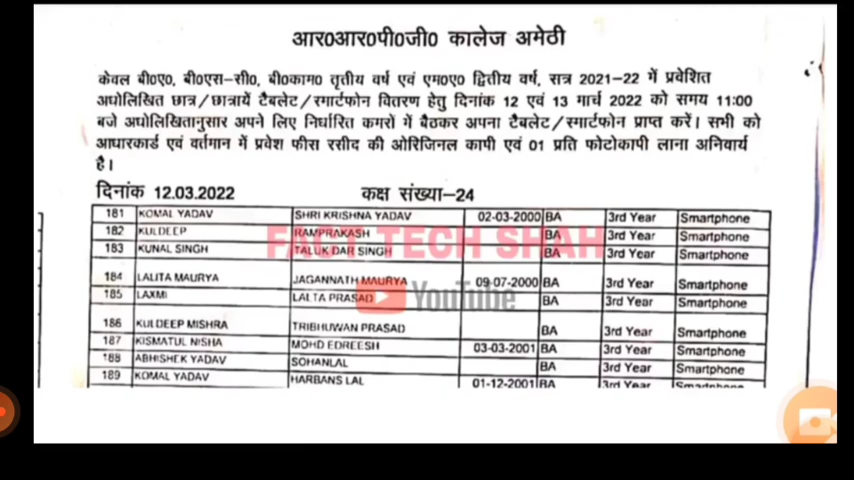 आर0आर0पी0जी0 कालेज अमेठी
केवल बी0ए0, बी0एस-सी0, बी0काम0 तृतीय वर्ष एवं एम0ए0 द्वितीय वर्ष, सत्र 2021-22 में प्रवेशित
अधोलिखित छात्र/छात्रायें टैबलेट/स्मार्टफोन वितरण हेतु दिनांक 12 एवं 13 मार्च 2022 को समय 11:00
बजे अधोलिखितानुसार अपने लिए निर्धारित कमरों में बैठकर अपना टैबलेट/स्मार्टफोन प्राप्त करें। सभी को
आधारकार्ड एवं वर्तमान में प्रवेश फीस रसीद की ओरिजिनल कापी एवं 01 प्रति फोटोकापी लाना अनिवार्य
है।
दिनांक 12.03.2022 कक्ष संख्या-24
181 KOMAL YADAV SHRI KRISHNA YADAV 02-03-2000 BA 3rd Year Smartphone
182 KULDEEP RAMPRAKASH BA 3rd Year Smartphone
FACT TECH SHAH
183 KUNAL SINGH TALUK DAR SINGH BA 3rd Year Smartphone
184 LALITA MAURYA JAGANNATH MAURYA 09-07-2000 BA 3rd Year Smartphone
185 LAXMI LALTA PRASAD BA 3rd Year Smartphone
YouTube
186 KULDEEP MISHRA TRIBHUWAN PRASAD BA 3rd Year Smartphone
187 KISMATUL NISHA MOHD EDREESH 03-03-2001 BA 3rd Year Smartphone
188 ABHISHEK YADAV SOHANLAL BA 3rd Year Smartphone
189 KOMAL YADAV HARBANS LAL 01-12-2001 BA 3rd Year Smartphone